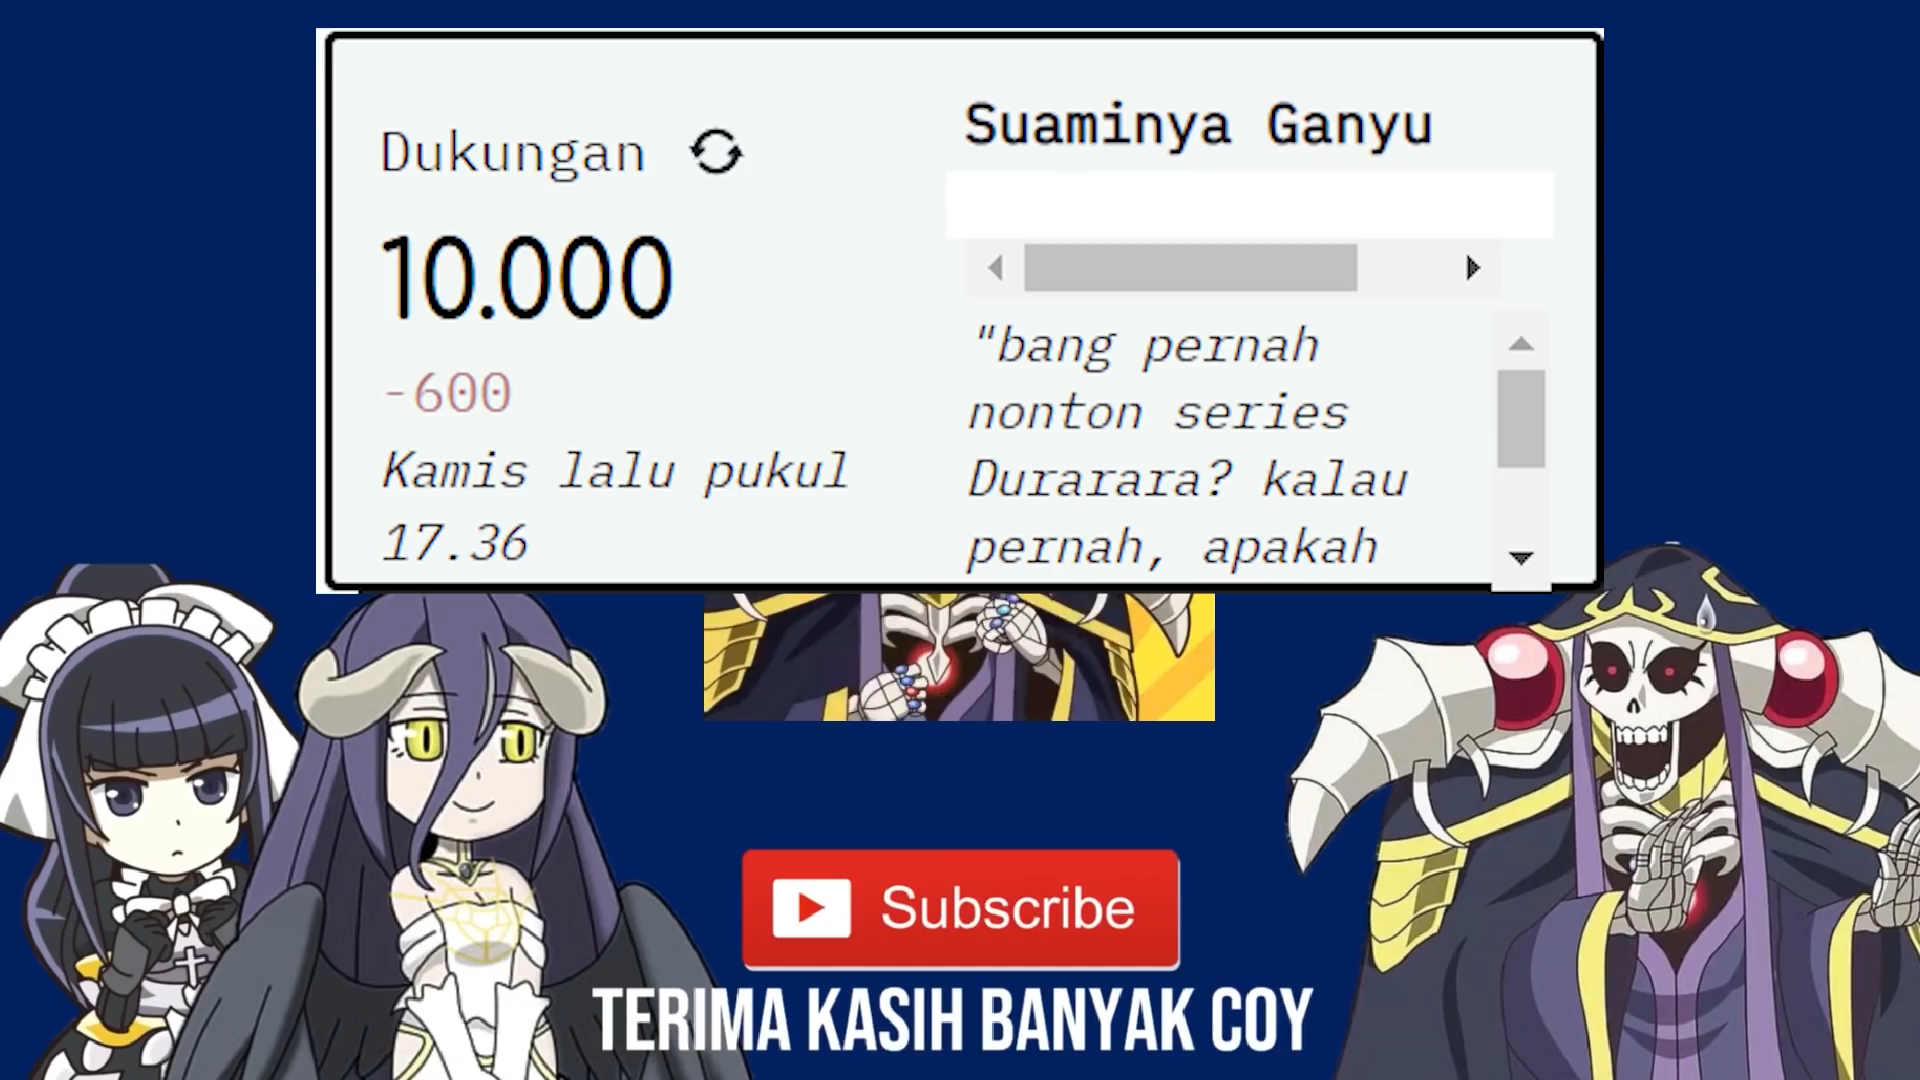 Dukungan
10.000
-600
Kamis lalu pukul
17.36
Suaminya Ganyu
"bang pernah
nonton series
Durarara? kalau
pernah, apakah
Subscribe
TERIMA KASIH BANYAK COY